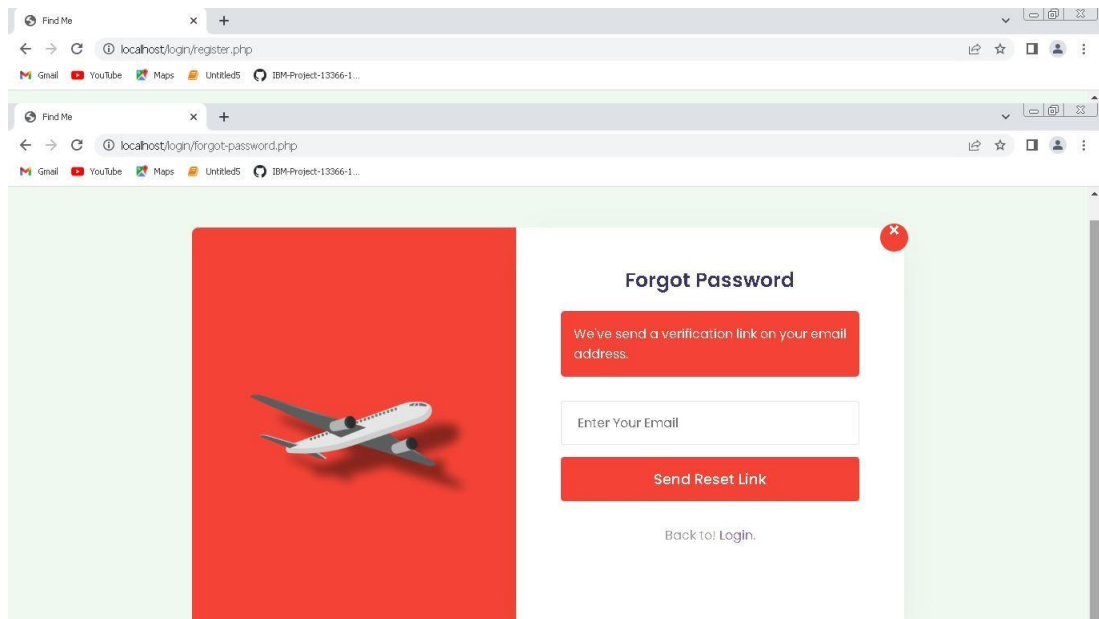 Find Me
localhost/login/register.php
Gmail YouTube Maps Untitled5 IBM-Project-13366-1...
Find Me
localhost/login/forgot-password.php
Gmail YouTube Maps Untitled5 IBM-Project-13366-1...
Forgot Password
We've send a verification link on your email
address.
Enter Your Email
Send Reset Link
Back to! Login.